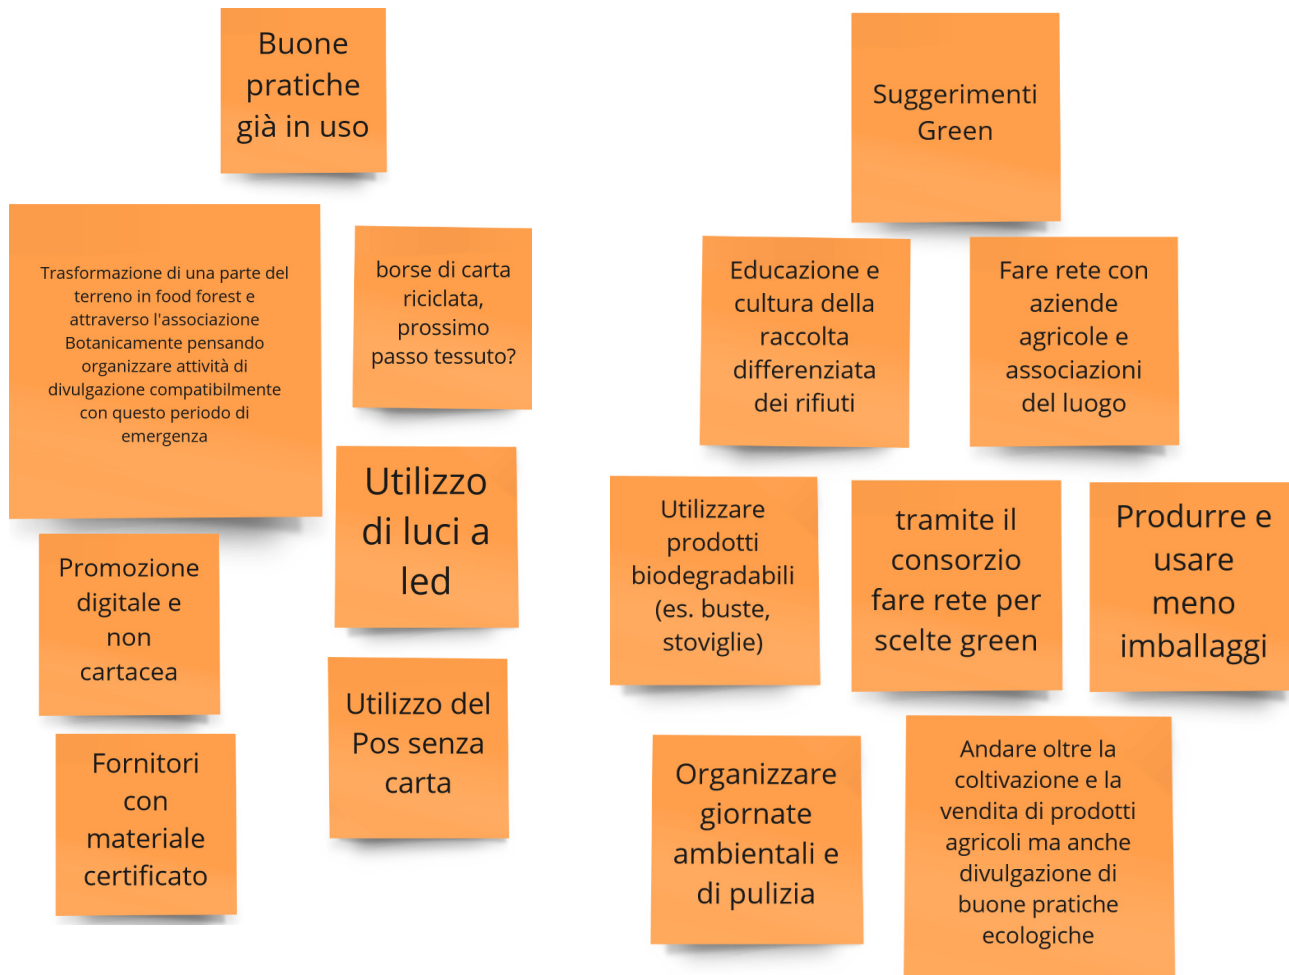 Buone
pratiche
già in uso
Trasformazione di una parte del
terreno in food forest e
attraverso l'associazione
Botanicamente pensando
organizzare attività di
divulgazione compatibilmente
con questo periodo di
emergenza
borse di carta
riciclata,
prossimo
passo tessuto?
Utilizzo
di luci a
led
Promozione
digitale e
non
cartacea
Utilizzo del
Pos senza
carta
Fornitori
con
materiale
certificato
Suggerimenti
Green
Educazione e
cultura della
raccolta
differenziata
dei rifiuti
Fare rete con
aziende
agricole e
associazioni
del luogo
Utilizzare
prodotti
biodegradabili
(es. buste,
stoviglie)
tramite il
consorzio
fare rete per
scelte green
Produrre e
usare
meno
imballaggi
Organizzare
giornate
ambientali e
di pulizia
Andare oltre la
coltivazione e la
vendita di prodotti
agricoli ma anche
divulgazione di
buone pratiche
ecologiche